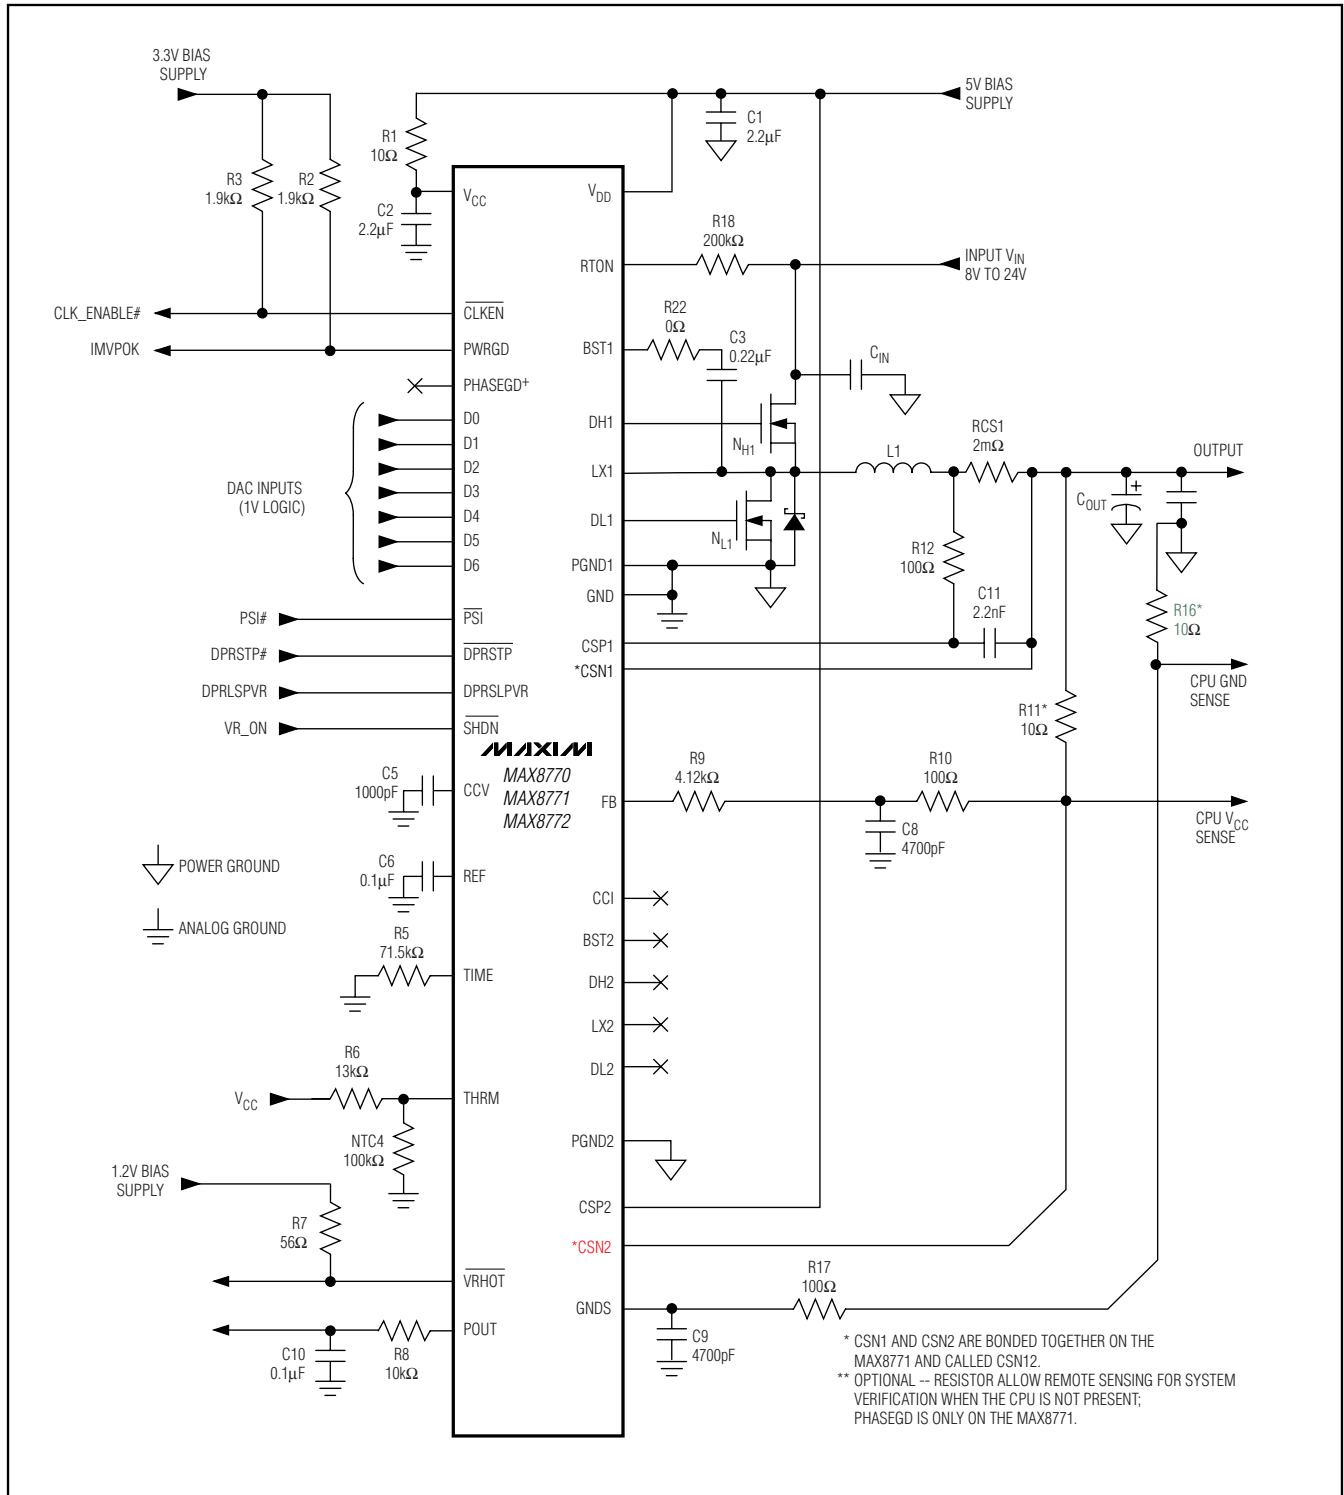 3.3V BIAS
SUPPLY
5V BIAS
SUPPLY
R1
10Ω
C1
2.2μF
R3
1.9kΩ
R2
1.9kΩ
C2
2.2μF
VCC
VDD
R18
200kΩ
RTON
INPUT VIN
8V TO 24V
CLK_ENABLE#
CLKEN
R22
0Ω
C3
0.22μF
IMVPOK
PWRGD
BST1
CIN
PHASEGD+
D0
DH1
NH1
D1
RCS1
2mΩ
L1
OUTPUT
D2
LX1
DAC INPUTS
(1V LOGIC)
D3
COUT
+
D4
DL1
NL1
D5
R12
100Ω
D6
PGND1
GND
C11
2.2nF
PSI#
PSI
R16*
10Ω
CSP1
DPRSTP#
DPRSTP
*CSN1
CPU GND
SENSE
DPRLSPVR
DPRSLPVR
R11*
10Ω
VR_ON
SHDN
MAXIM
MAX8770
MAX8771
MAX8772
C5
1000pF
CCV
R9
4.12kΩ
R10
100Ω
FB
CPU VCC
SENSE
C8
4700pF
POWER GROUND
C6
0.1μF
REF
CCI
ANALOG GROUND
R5
71.5kΩ
BST2
TIME
DH2
LX2
R6
13kΩ
DL2
VCC
THRM
NTC4
100kΩ
PGND2
1.2V BIAS
SUPPLY
CSP2
R7
56Ω
*CSN2
VRHOT
R17
100Ω
GNDS
POUT
C10
0.1μF
R8
10kΩ
C9
4700pF
* CSN1 AND CSN2 ARE BONDED TOGETHER ON THE
MAX8771 AND CALLED CSN12.
** OPTIONAL -- RESISTOR ALLOW REMOTE SENSING FOR SYSTEM
VERIFICATION WHEN THE CPU IS NOT PRESENT;
PHASEGD IS ONLY ON THE MAX8771.